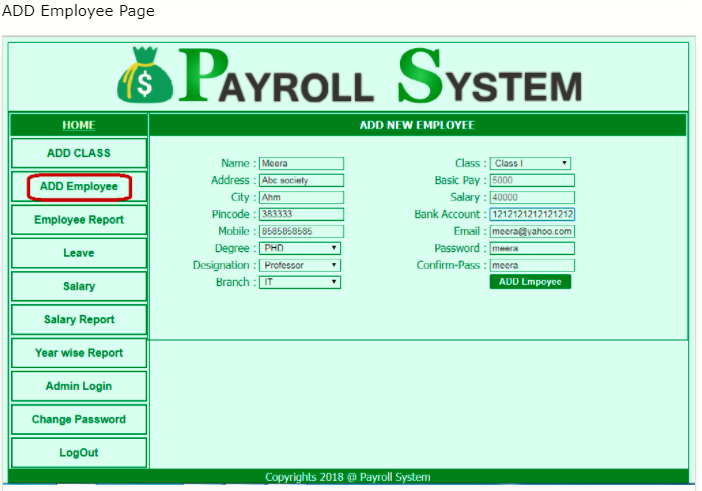 ADD Employee Page
$ PAYROLL SYSTEM
HOME
ADD CLASS
ADD Employee
Employee Report
Leave
Salary
Salary Report
Year wise Report
Admin Login
Change Password
LogOut
ADD NEW EMPLOYEE
Name : Meera
Address : Abc society
City : Ahm
Pincode : 383333
Mobile : 8585858585
Degree : PHD
Designation : Professor
Branch : IT
Class : Class I
Basic Pay : 5000
Salary : 40000
Bank Account : 1212121212121212
Email : meera@yahoo.com
Password : meera
Confirm-Pass : meera
ADD Empoyee
Copyrights 2018 @ Payroll System